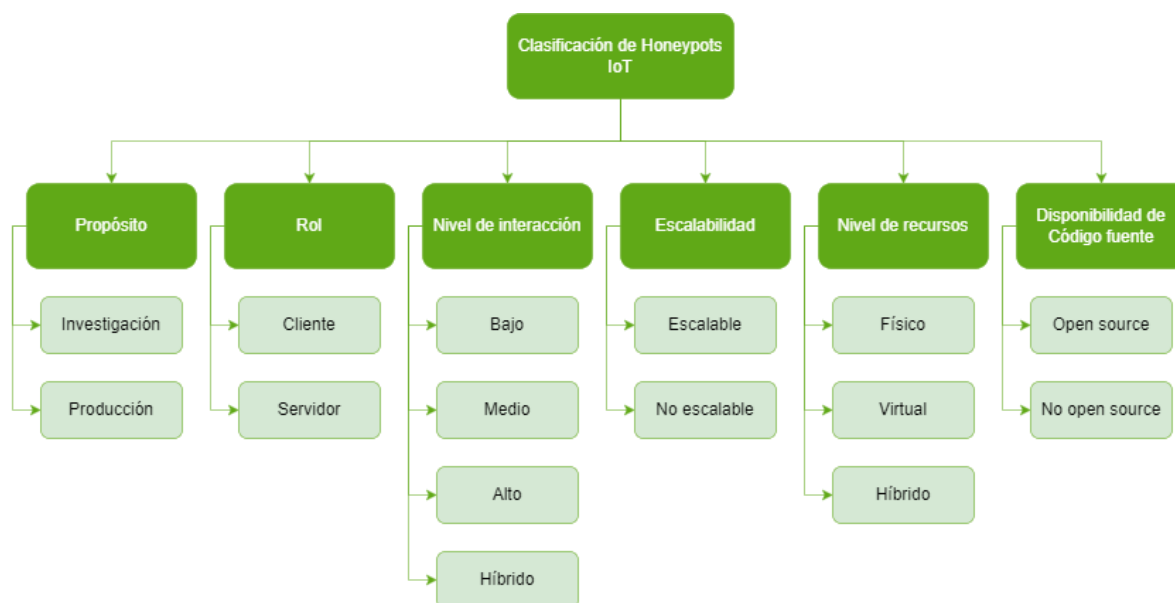 Clasificación de Honeypots
IoT
Propósito
Rol
Nivel de interacción
Escalabilidad
Nivel de recursos
Disponibilidad de
Código fuente
Investigación
Cliente
Bajo
Escalable
Físico
Open source
Producción
Servidor
Medio
No escalable
Virtual
No open source
Alto
Híbrido
Híbrido